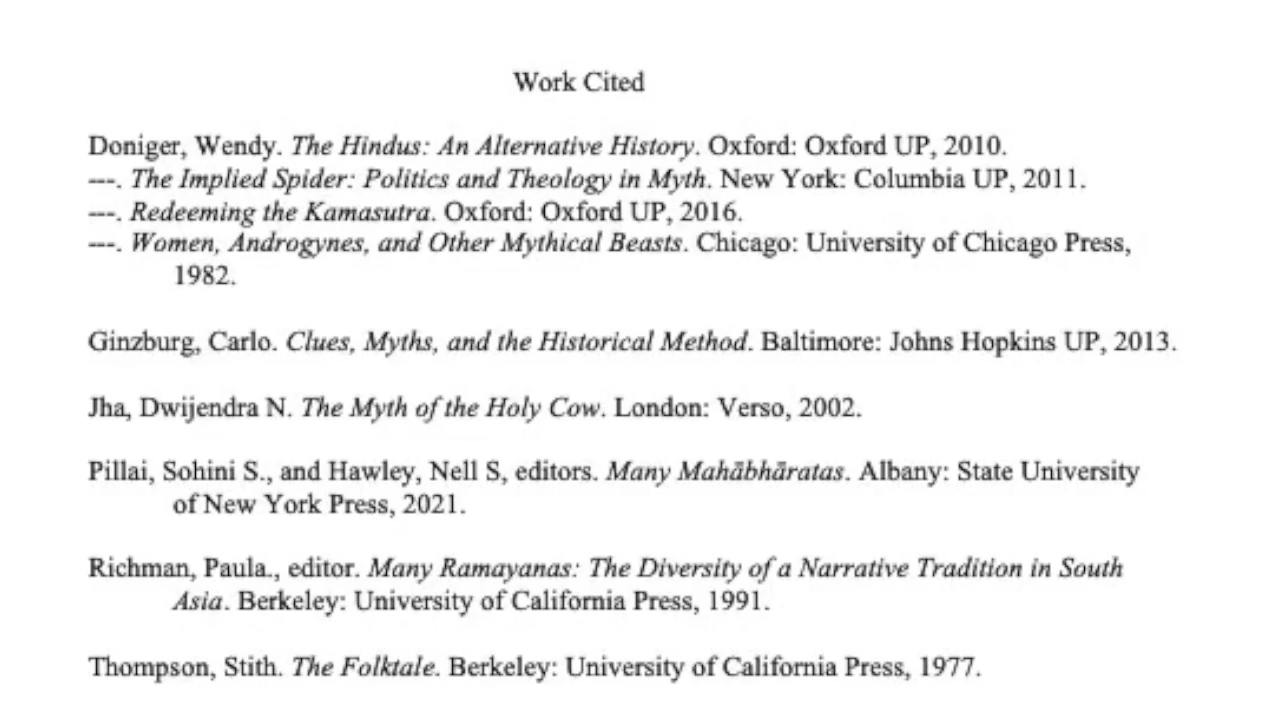 Work Cited
Doniger, Wendy. The Hindus: An Alternative History. Oxford: Oxford UP, 2010.
---. The Implied Spider: Politics and Theology in Myth. New York: Columbia UP, 2011.
---. Redeeming the Kamasutra. Oxford: Oxford UP, 2016.
---. Women, Androgynes, and Other Mythical Beasts. Chicago: University of Chicago Press,
1982.
Ginzburg, Carlo. Clues, Myths, and the Historical Method. Baltimore: Johns Hopkins UP, 2013.
Jha, Dwijendra N. The Myth of the Holy Cow. London: Verso, 2002.
Pillai, Sohini S., and Hawley, Nell S, editors. Many Mahābhāratas. Albany: State University
of New York Press, 2021.
Richman, Paula., editor. Many Ramayanas: The Diversity of a Narrative Tradition in South
Asia. Berkeley: University of California Press, 1991.
Thompson, Stith. The Folktale. Berkeley: University of California Press, 1977.